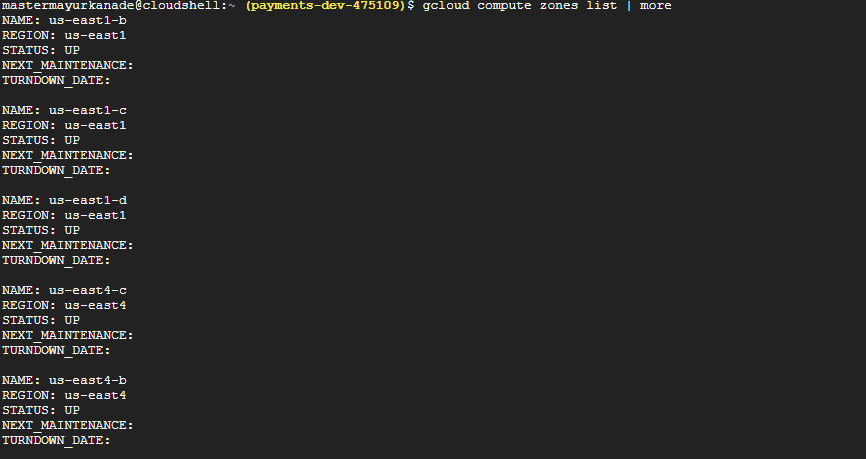 mastermayurkanade@cloudshell:~ (payments-dev-475109)$ gcloud compute zones list | more
NAME: us-east1-b
REGION: us-east1
STATUS: UP
NEXT_MAINTENANCE:
TURNDOWN_DATE:
NAME: us-east1-c
REGION: us-east1
STATUS: UP
NEXT_MAINTENANCE:
TURNDOWN_DATE:
NAME: us-east1-d
REGION: us-east1
STATUS: UP
NEXT_MAINTENANCE:
TURNDOWN_DATE:
NAME: us-east4-c
REGION: us-east4
STATUS: UP
NEXT_MAINTENANCE:
TURNDOWN_DATE:
NAME: us-east4-b
REGION: us-east4
STATUS: UP
NEXT_MAINTENANCE:
TURNDOWN_DATE: